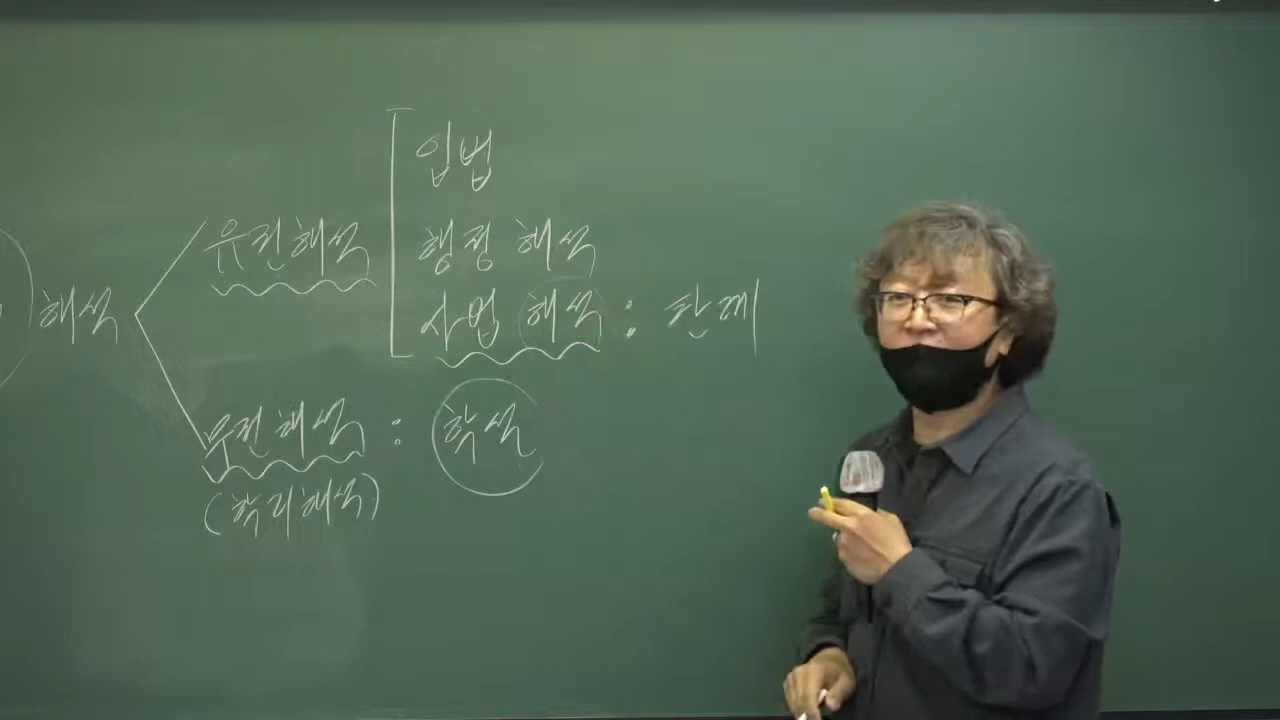 입법
유권해석
행정 해석
해석
사법 해석 : 판례
무권해석 : 학설
(학리해석)